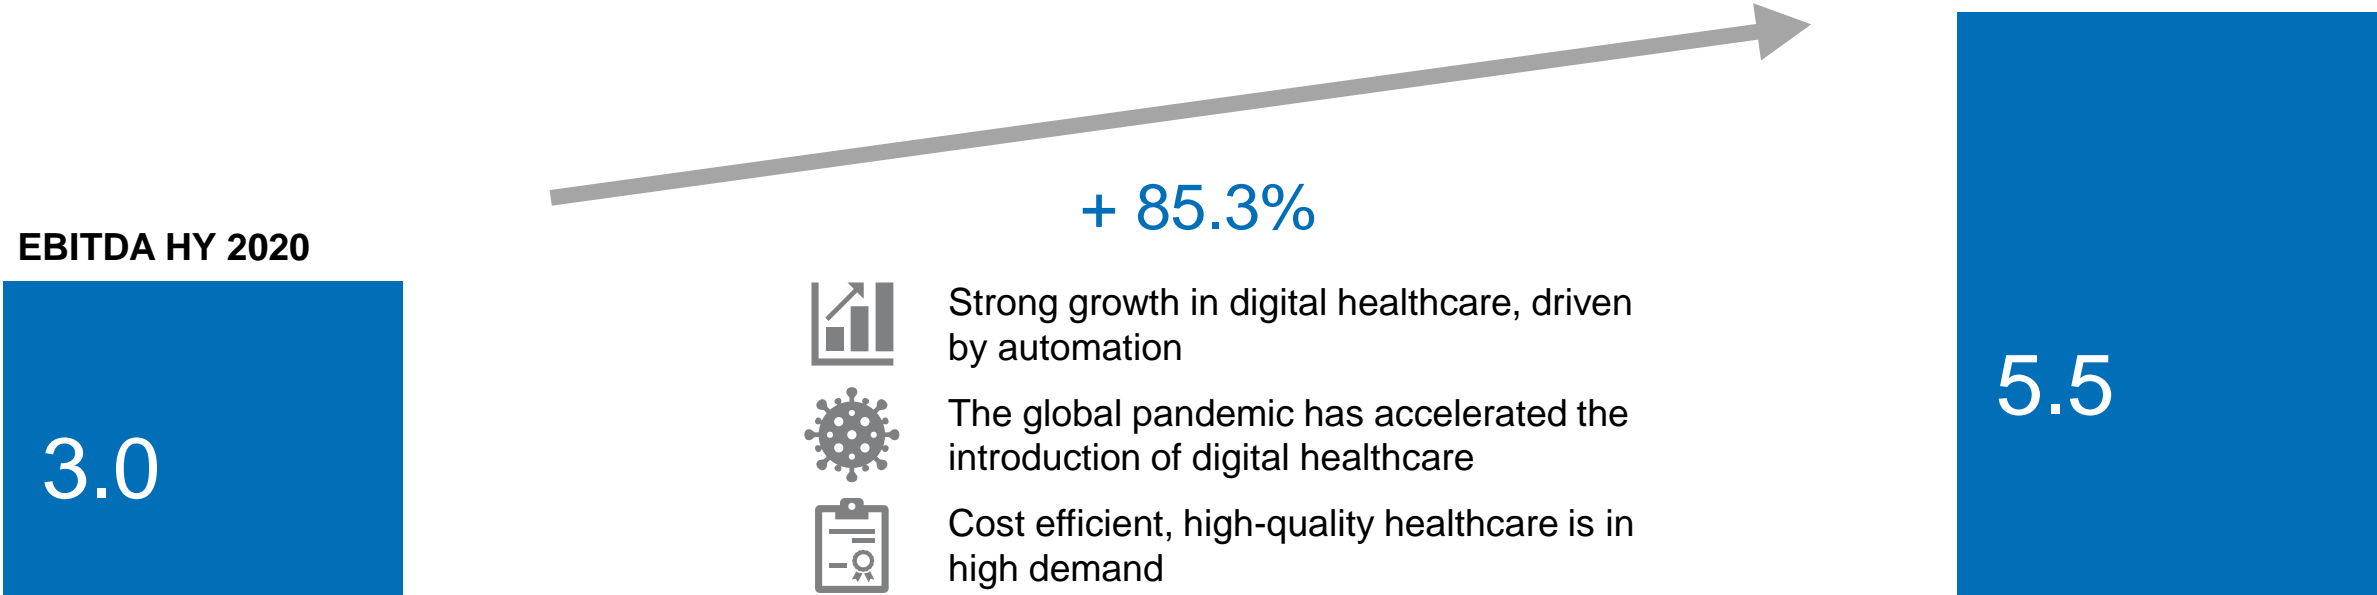 + 85.3%
EBITDA HY 2020
3.0
Strong growth in digital healthcare, driven
by automation
The global pandemic has accelerated the
introduction of digital healthcare
Cost efficient, high-quality healthcare is in
high demand
5.5